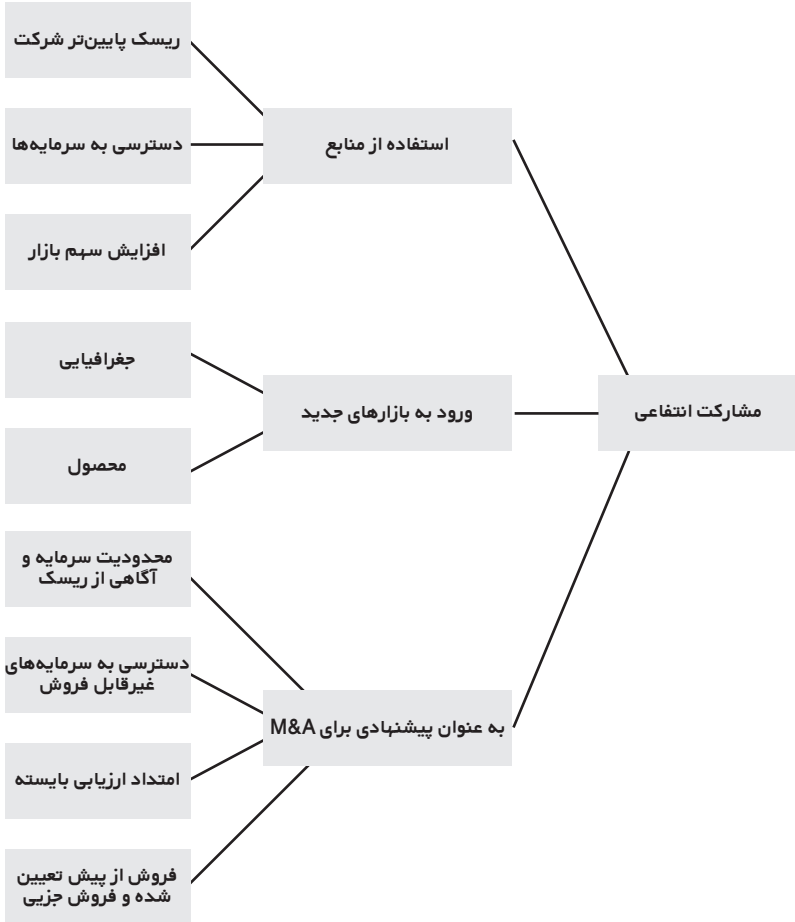 مشارکت انتفاعی
استفاده از منابع
ریسک پایین‌تر شرکت
دسترسی به سرمایه‌ها
افزایش سهم بازار
ورود به بازارهای جدید
جغرافیایی
محصول
به عنوان پیشنهادی برای M&A
محدودیت سرمایه و
آگاهی از ریسک
دسترسی به سرمایه‌های
غیرقابل فروش
امتداد ارزیابی بایسته
فروش از پیش تعیین
شده و فروش جزیی